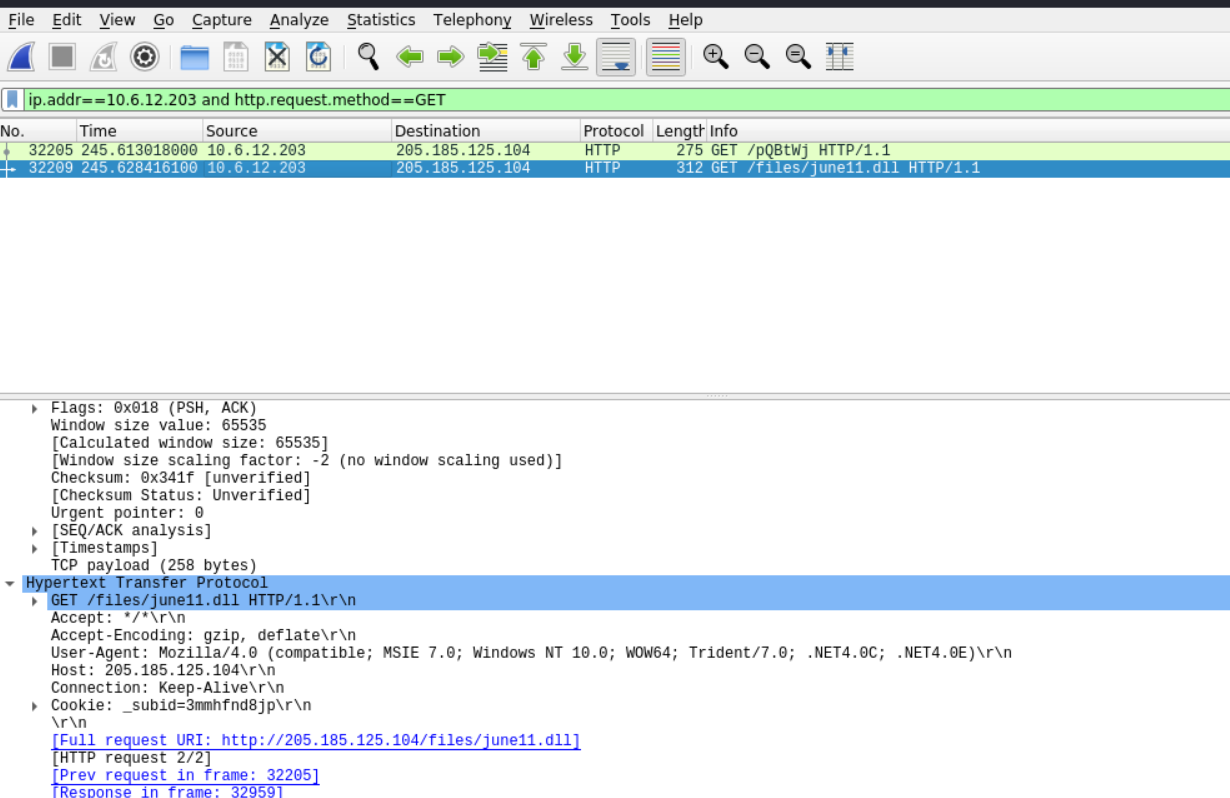 File Edit View Go Capture Analyze Statistics Telephony Wireless Tools Help
ip.addr==10.6.12.203 and http.request.method==GET
No. Time Source Destination Protocol Length Info
32205 245.613018000 10.6.12.203 205.185.125.104 HTTP 275 GET /pQBtWj HTTP/1.1
32209 245.628416100 10.6.12.203 205.185.125.104 HTTP 312 GET /files/june11.dll HTTP/1.1
Flags: 0x018 (PSH, ACK)
Window size value: 65535
[Calculated window size: 65535]
[Window size scaling factor: -2 (no window scaling used)]
Checksum: 0x341f [unverified]
[Checksum Status: Unverified]
Urgent pointer: 0
[SEQ/ACK analysis]
[Timestamps]
TCP payload (258 bytes)
Hypertext Transfer Protocol
GET /files/june11.dll HTTP/1.1\r\n
Accept: */*\r\n
Accept-Encoding: gzip, deflate\r\n
User-Agent: Mozilla/4.0 (compatible; MSIE 7.0; Windows NT 10.0; WOW64; Trident/7.0; .NET4.0C; .NET4.0E)\r\n
Host: 205.185.125.104\r\n
Connection: Keep-Alive\r\n
Cookie: _subid=3mmhfnd8jp\r\n
\r\n
[Full request URI: http://205.185.125.104/files/june11.dll]
[HTTP request 2/2]
[Prev request in frame: 32205]
[Response in frame: 32959]